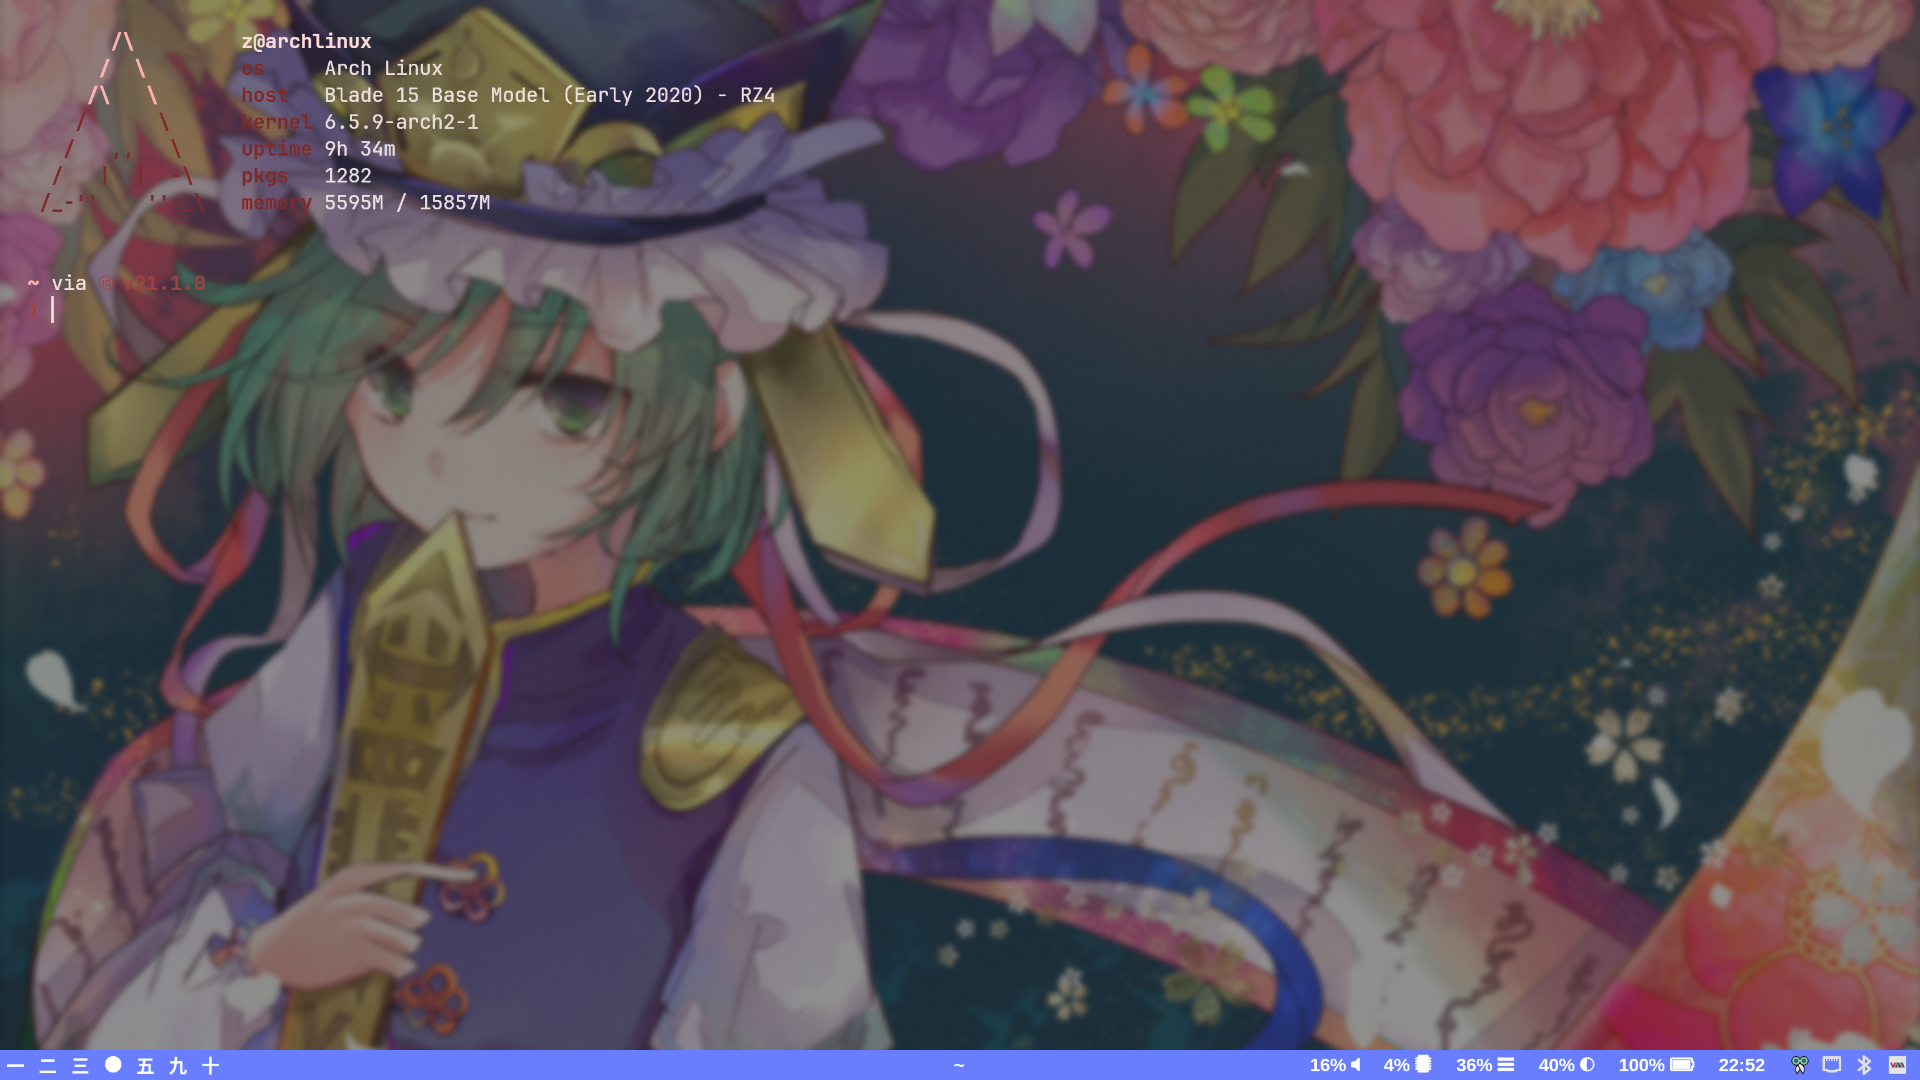 z@archlinux
os Arch Linux
host Blade 15 Base Model (Early 2020) - RZ4
kernel 6.5.9-arch2-1
uptime 9h 34m
pkgs 1282
memory 5595M / 15857M
~ via v21.1.0
一 二 三 五 九 十 ~ 16% 4% 36% 40% 100% 22:52